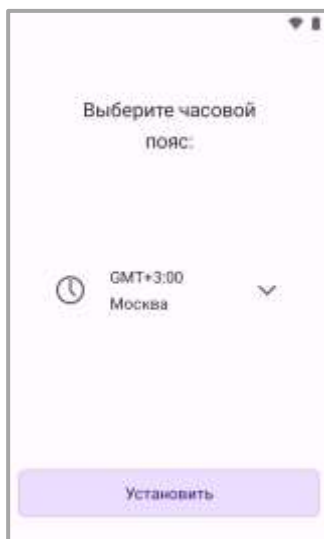 Выберите часовой
пояс:
GMT+3:00
Москва
Установить